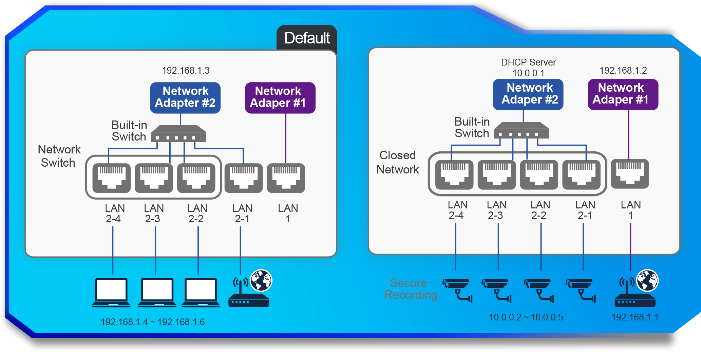 Default
192.168.1.3
Network
Adapter #2
Network
Adaper #1
Built-in
Switch
Network
Switch
LAN
2-4
LAN
2-3
LAN
2-2
LAN
2-1
LAN
1
192.168.1.4 ~ 192.168.1.6
DHCP Server
10.0.0.1
192.168.1.2
Network
Adaper #2
Network
Adaper #1
Built-in
Switch
Closed
Network
LAN
2-4
LAN
2-3
LAN
2-2
LAN
2-1
LAN
1
Secure
Recording
10.0.0.2 ~ 10.0.0.5
192.168.1.1